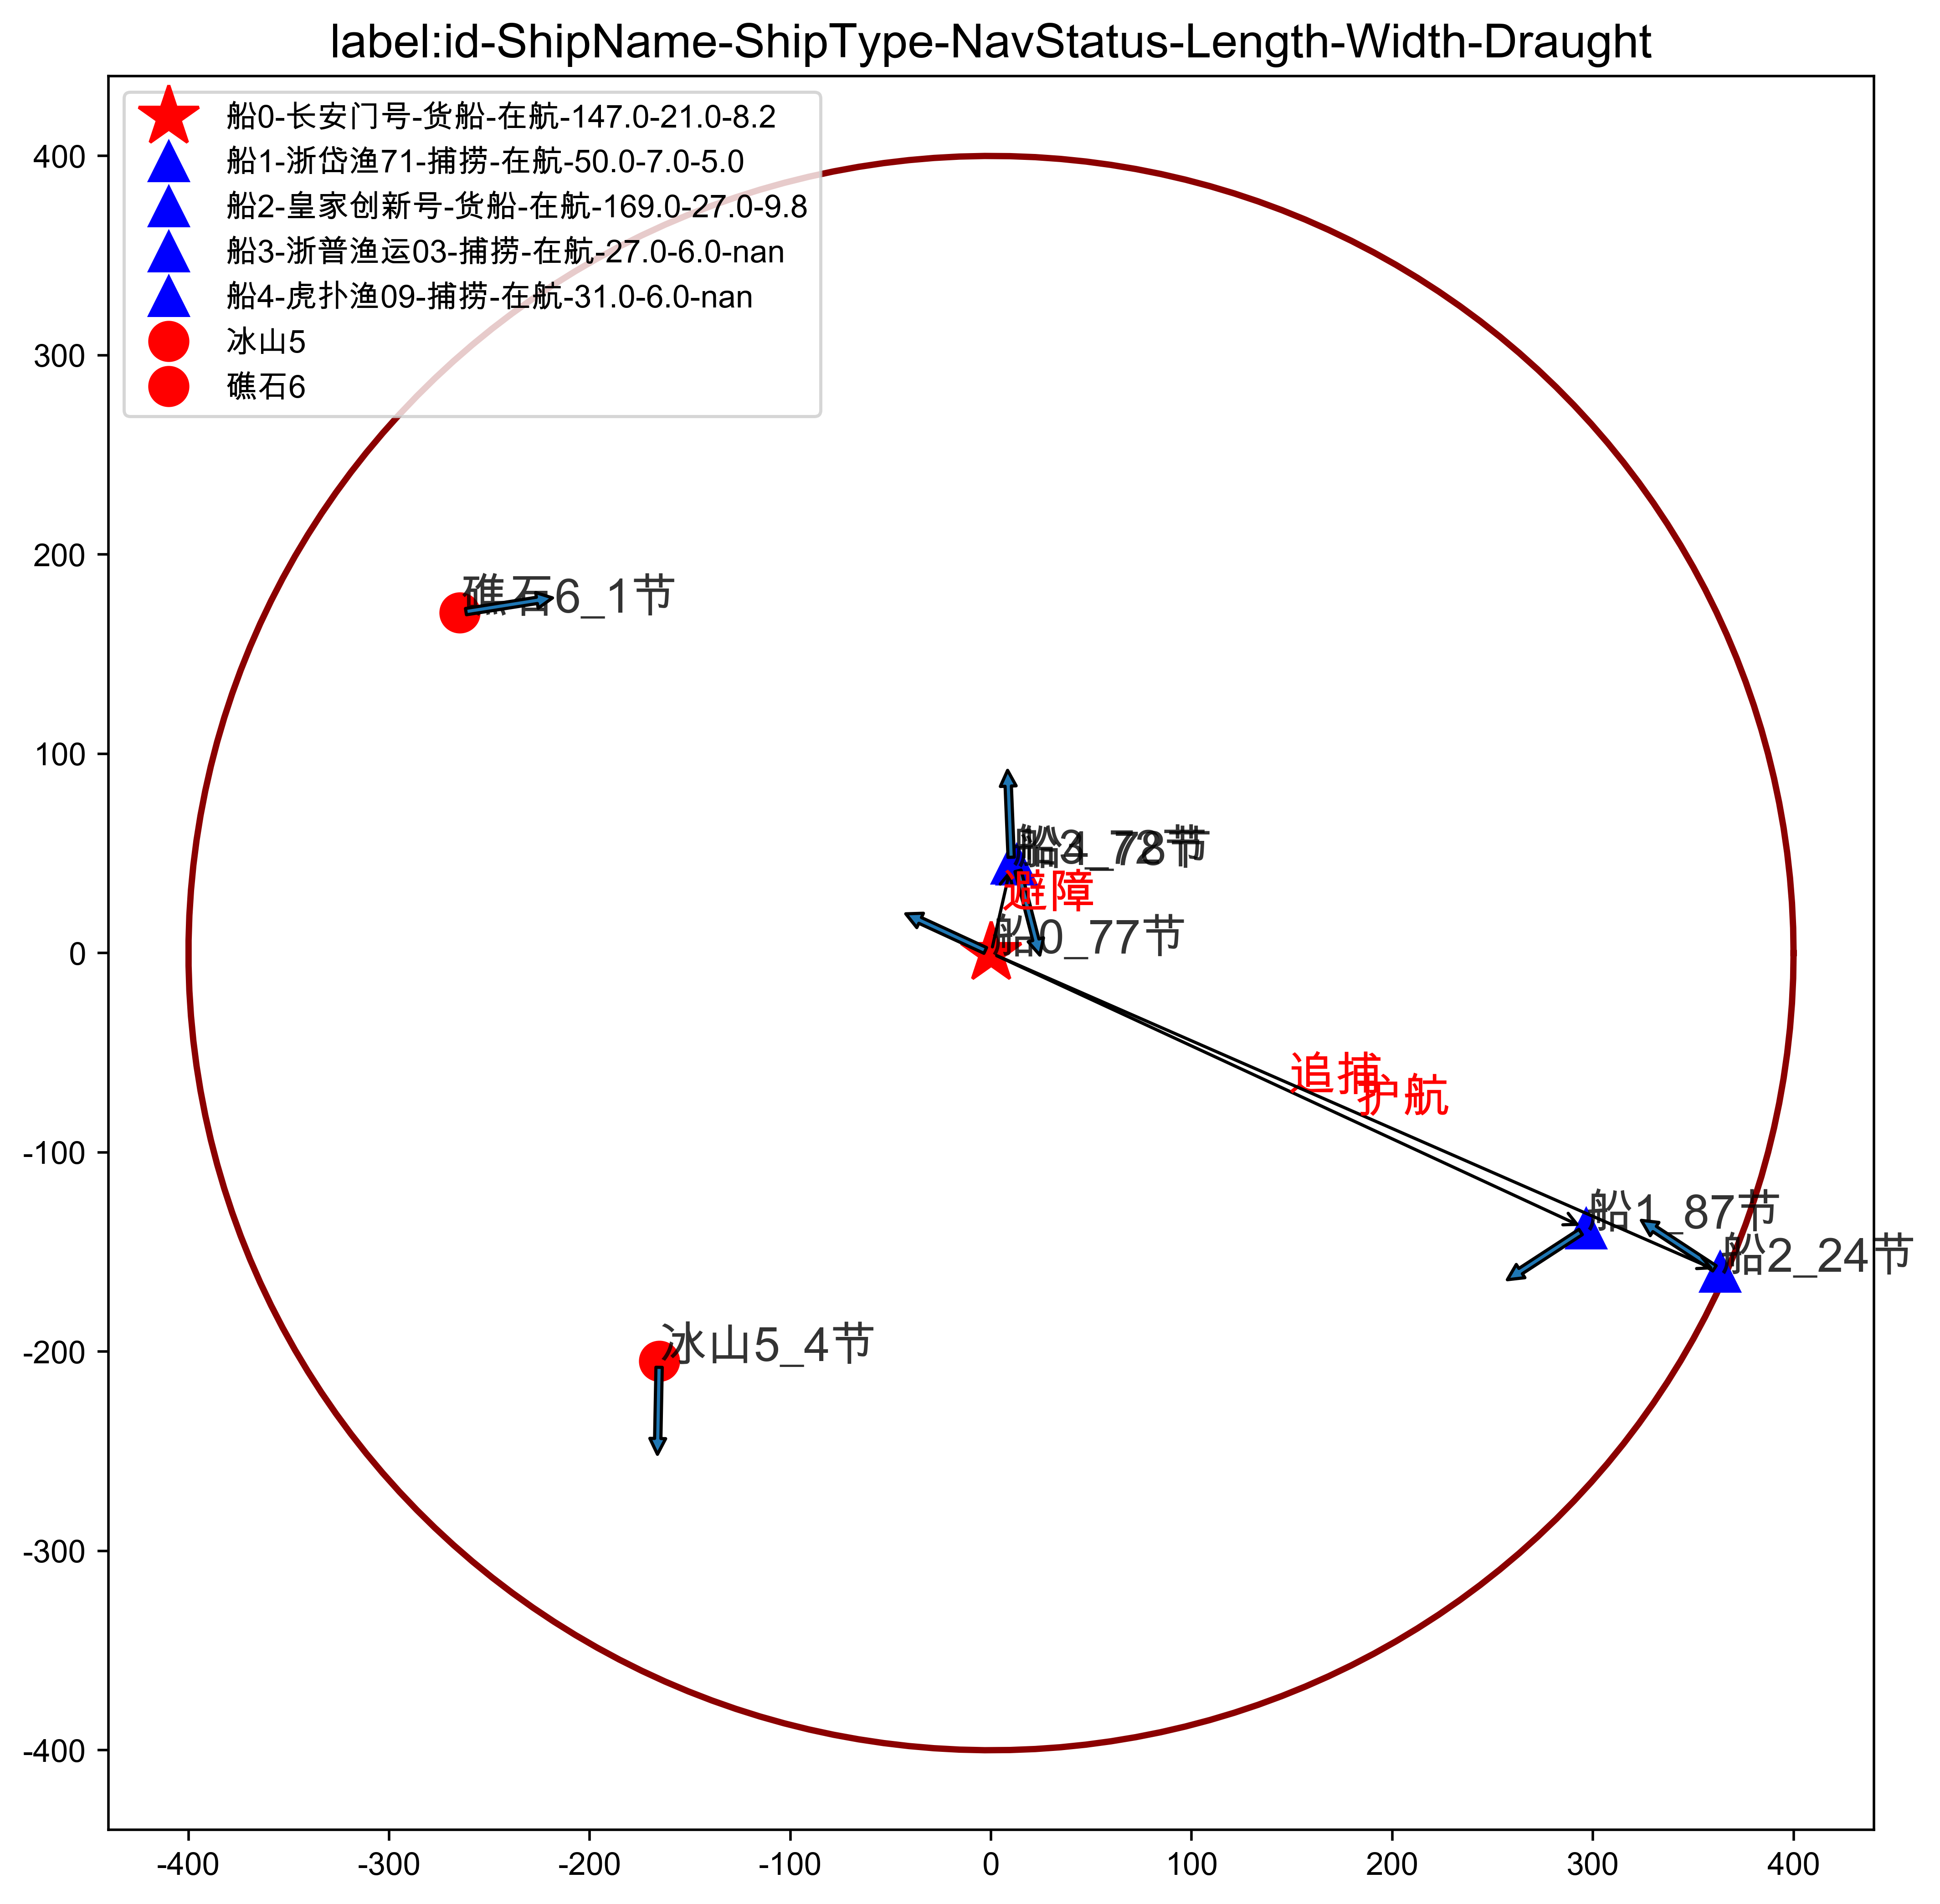 label:id-ShipName-ShipType-NavStatus-Length-Width-Draught
船0-长安门号-货船-在航-147.0-21.0-8.2
船1-浙岱渔71-捕捞-在航-50.0-7.0-5.0
船2-皇家创新号-货船-在航-169.0-27.0-9.8
船3-浙普渔运03-捕捞-在航-27.0-6.0-nan
船4-虎扑渔09-捕捞-在航-31.0-6.0-nan
冰山5
礁石6
400
300
200
100
0
-100
-200
-300
-400
礁石6_1节
避障
船0_77节
追捕
护航
船1_87节
船2_24节
冰山5_4节
-400
-300
-200
-100
0
100
200
300
400